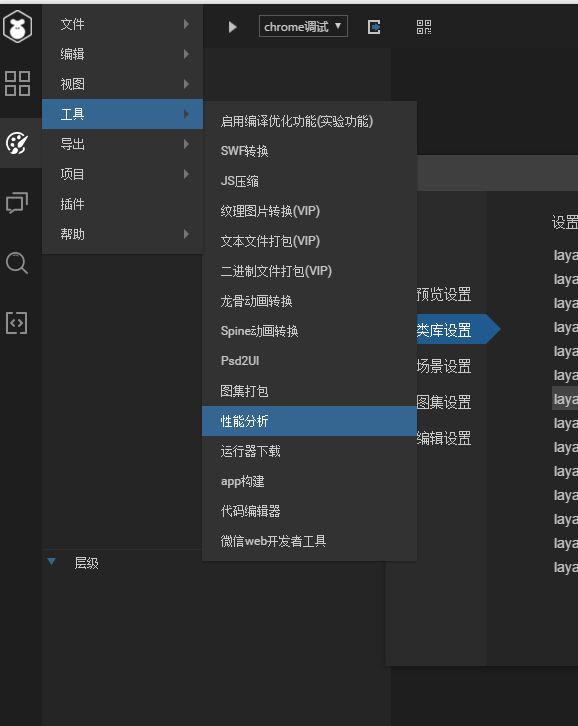 文件
编辑
视图
工具
导出
项目
插件
帮助
chrome调试
启用编译优化功能(实验功能)
SWF转换
JS压缩
纹理图片转换(VIP)
文本文件打包(VIP)
二进制文件打包(VIP)
龙骨动画转换
Spine动画转换
Psd2UI
图集打包
性能分析
运行器下载
app构建
代码编辑器
微信web开发者工具
层级
预览设置
类库设置
场景设置
图集设置
编辑设置
设置
laya
laya
laya
laya
laya
laya
laya
laya
laya
laya
laya
laya
laya
laya